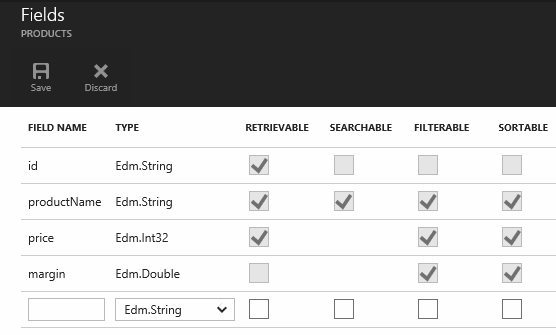 Fields
PRODUCTS
Save Discard
FIELD NAME TYPE RETRIEVABLE SEARCHABLE FILTERABLE SORTABLE
id Edm.String
productName Edm.String
price Edm.Int32
margin Edm.Double
Edm.String